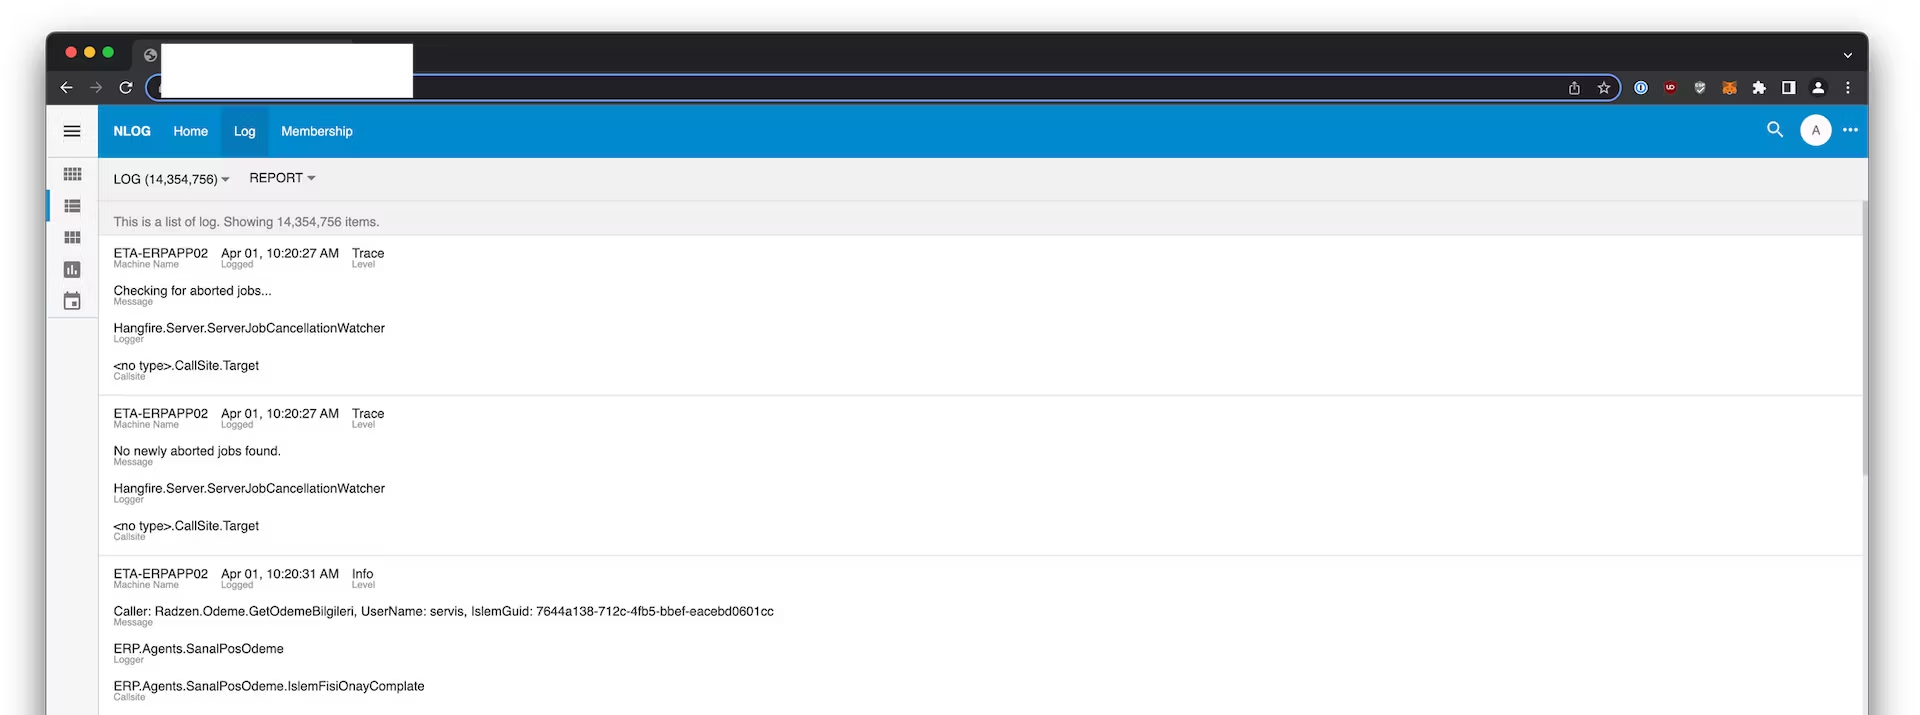 NLOG Home Log Membership A
LOG (14,354,756) REPORT
This is a list of log. Showing 14,354,756 items.
ETA-ERPAPP02 Apr 01, 10:20:27 AM Trace
Machine Name Logged Level
Checking for aborted jobs...
Message
Hangfire.Server.ServerJobCancellationWatcher
Logger
<no type>.CallSite.Target
Callsite
ETA-ERPAPP02 Apr 01, 10:20:27 AM Trace
Machine Name Logged Level
No newly aborted jobs found.
Message
Hangfire.Server.ServerJobCancellationWatcher
Logger
<no type>.CallSite.Target
Callsite
ETA-ERPAPP02 Apr 01, 10:20:31 AM Info
Machine Name Logged Level
Caller: Radzen.Odeme.GetOdemeBilgileri, UserName: servis, IslemGuid: 7644a138-712c-4fb5-bbef-eacebd0601cc
Message
ERP.Agents.SanalPosOdeme
Logger
ERP.Agents.SanalPosOdeme.IslemFisiOnayComplate
Callsite